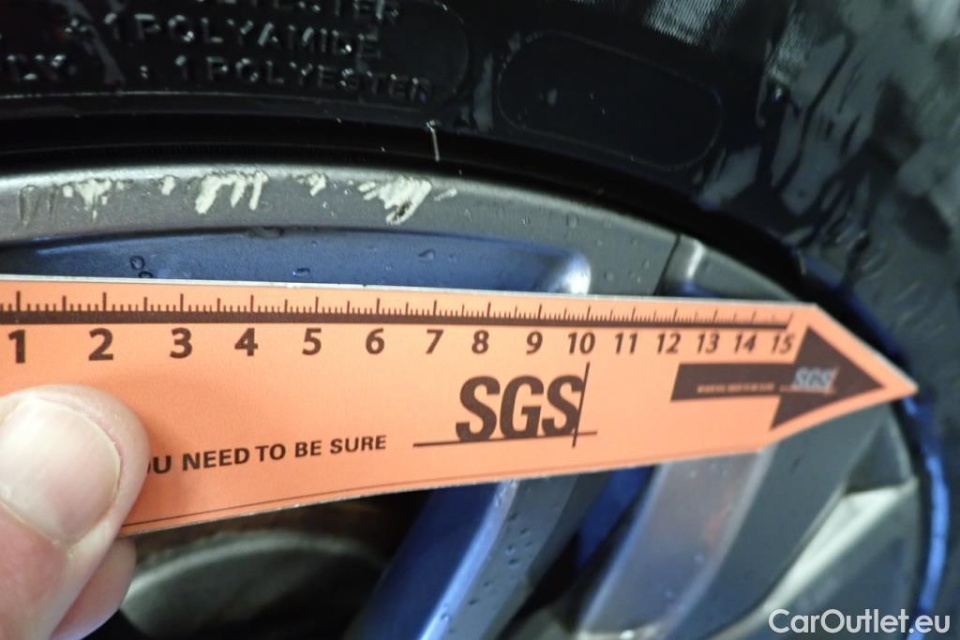 1 POLYAMIDE
: 1 POLYESTER
1 2 3 4 5 6 7 8 9 10 11 12 13 14 15
SGS
SGS
U NEED TO BE SURE
CarOutlet.eu